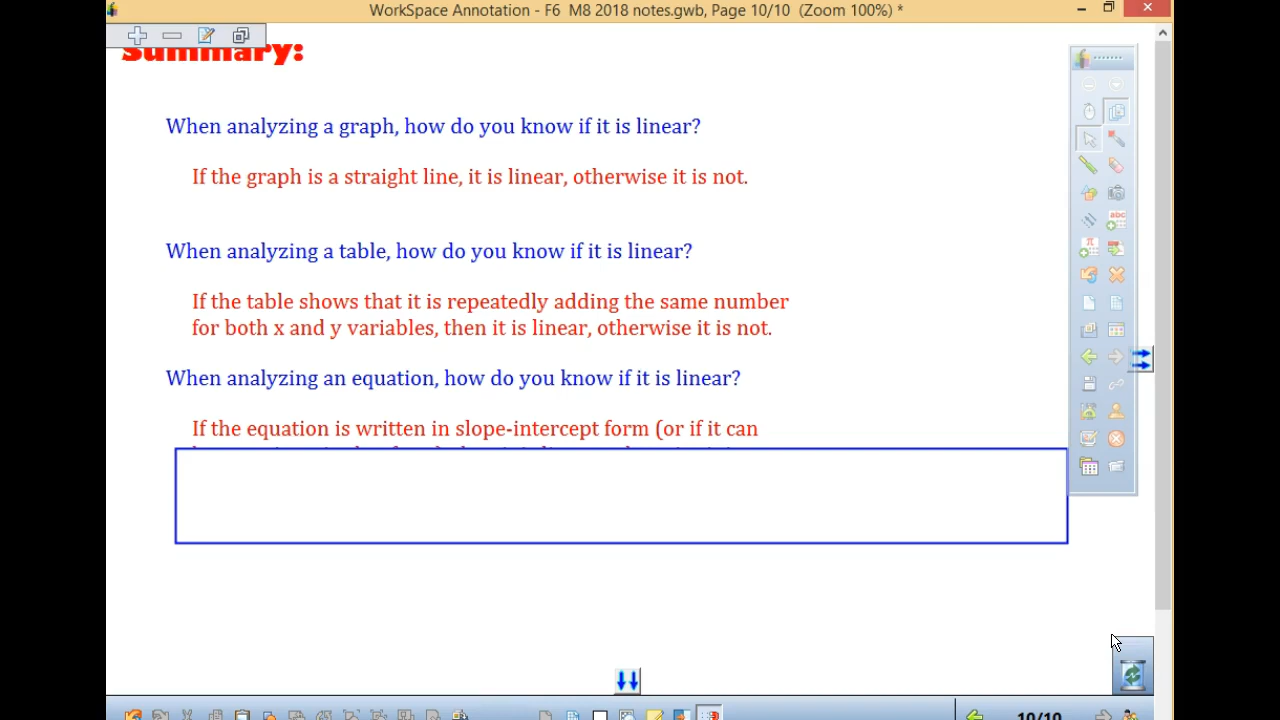 WorkSpace Annotation - F6 M8 2018 notes.gwb, Page 10/10 (Zoom 100%) *
Summary:
When analyzing a graph, how do you know if it is linear?
If the graph is a straight line, it is linear, otherwise it is not.
When analyzing a table, how do you know if it is linear?
If the table shows that it is repeatedly adding the same number
for both x and y variables, then it is linear, otherwise it is not.
When analyzing an equation, how do you know if it is linear?
If the equation is written in slope-intercept form (or if it can
abc
π
10/10